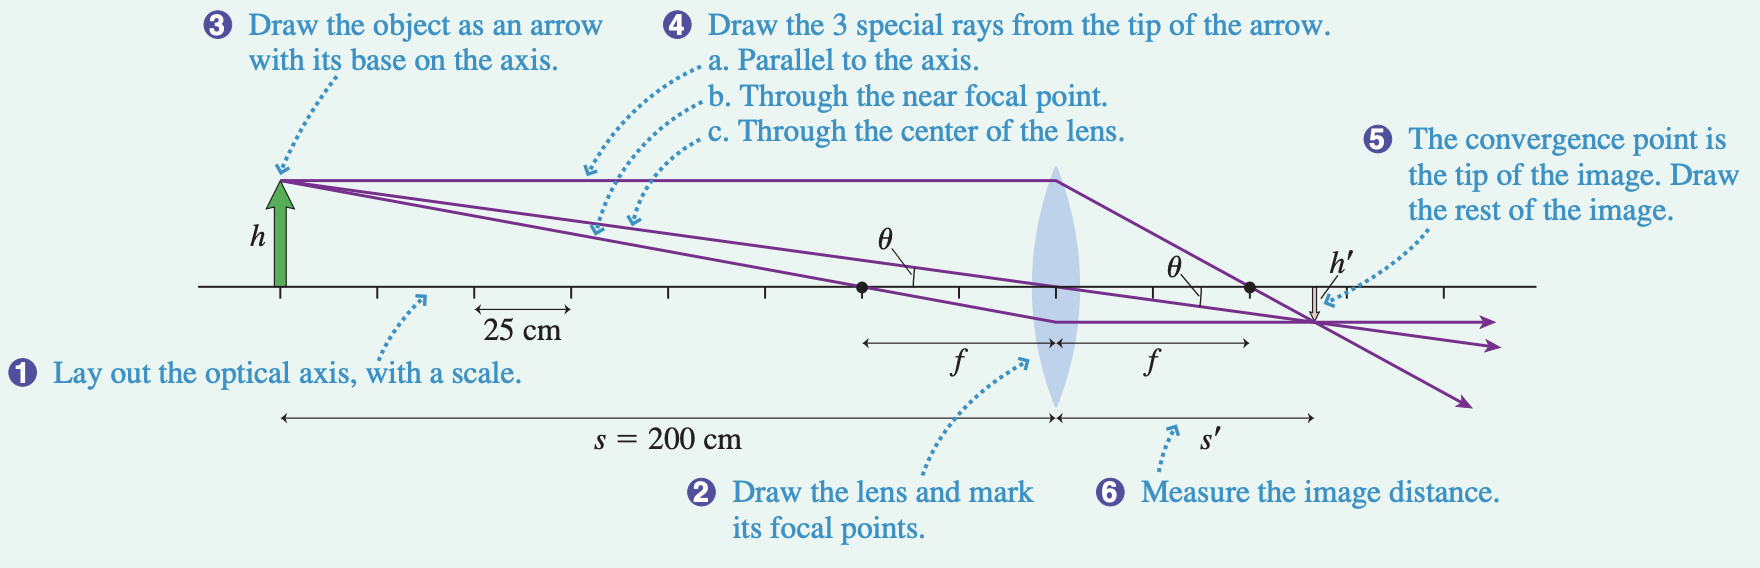 3 Draw the object as an arrow
with its base on the axis.
4 Draw the 3 special rays from the tip of the arrow.
a. Parallel to the axis.
b. Through the near focal point.
c. Through the center of the lens.
5 The convergence point is
the tip of the image. Draw
the rest of the image.
h
θ
θ
h′
25 cm
f
f
1 Lay out the optical axis, with a scale.
s = 200 cm
s′
2 Draw the lens and mark
its focal points.
6 Measure the image distance.